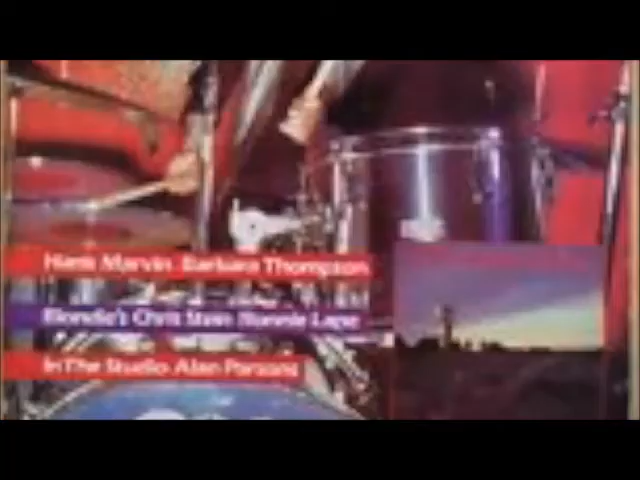 Hank Marvin Barbara Thompson
Blondie's Chris Stein Ronnie Lane
In The Studio Alan Parsons